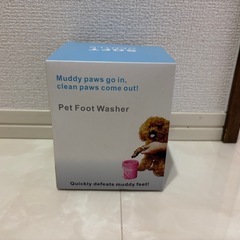 Muddy paws go in,
clean paws come out!
Pet Foot Washer
Quickly defeats muddy feet!